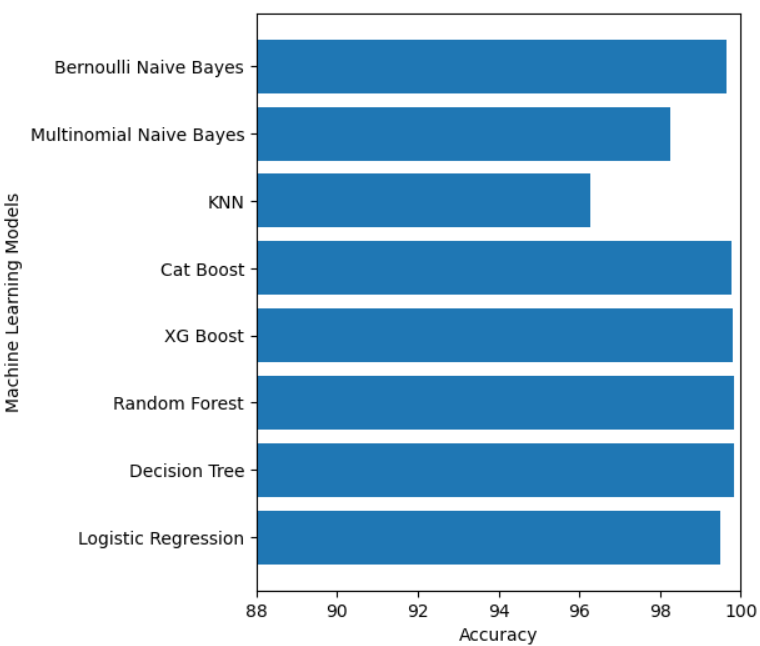 Machine Learning Models
Bernoulli Naive Bayes
Multinomial Naive Bayes
KNN
Cat Boost
XG Boost
Random Forest
Decision Tree
Logistic Regression
88 90 92 94 96 98 100
Accuracy